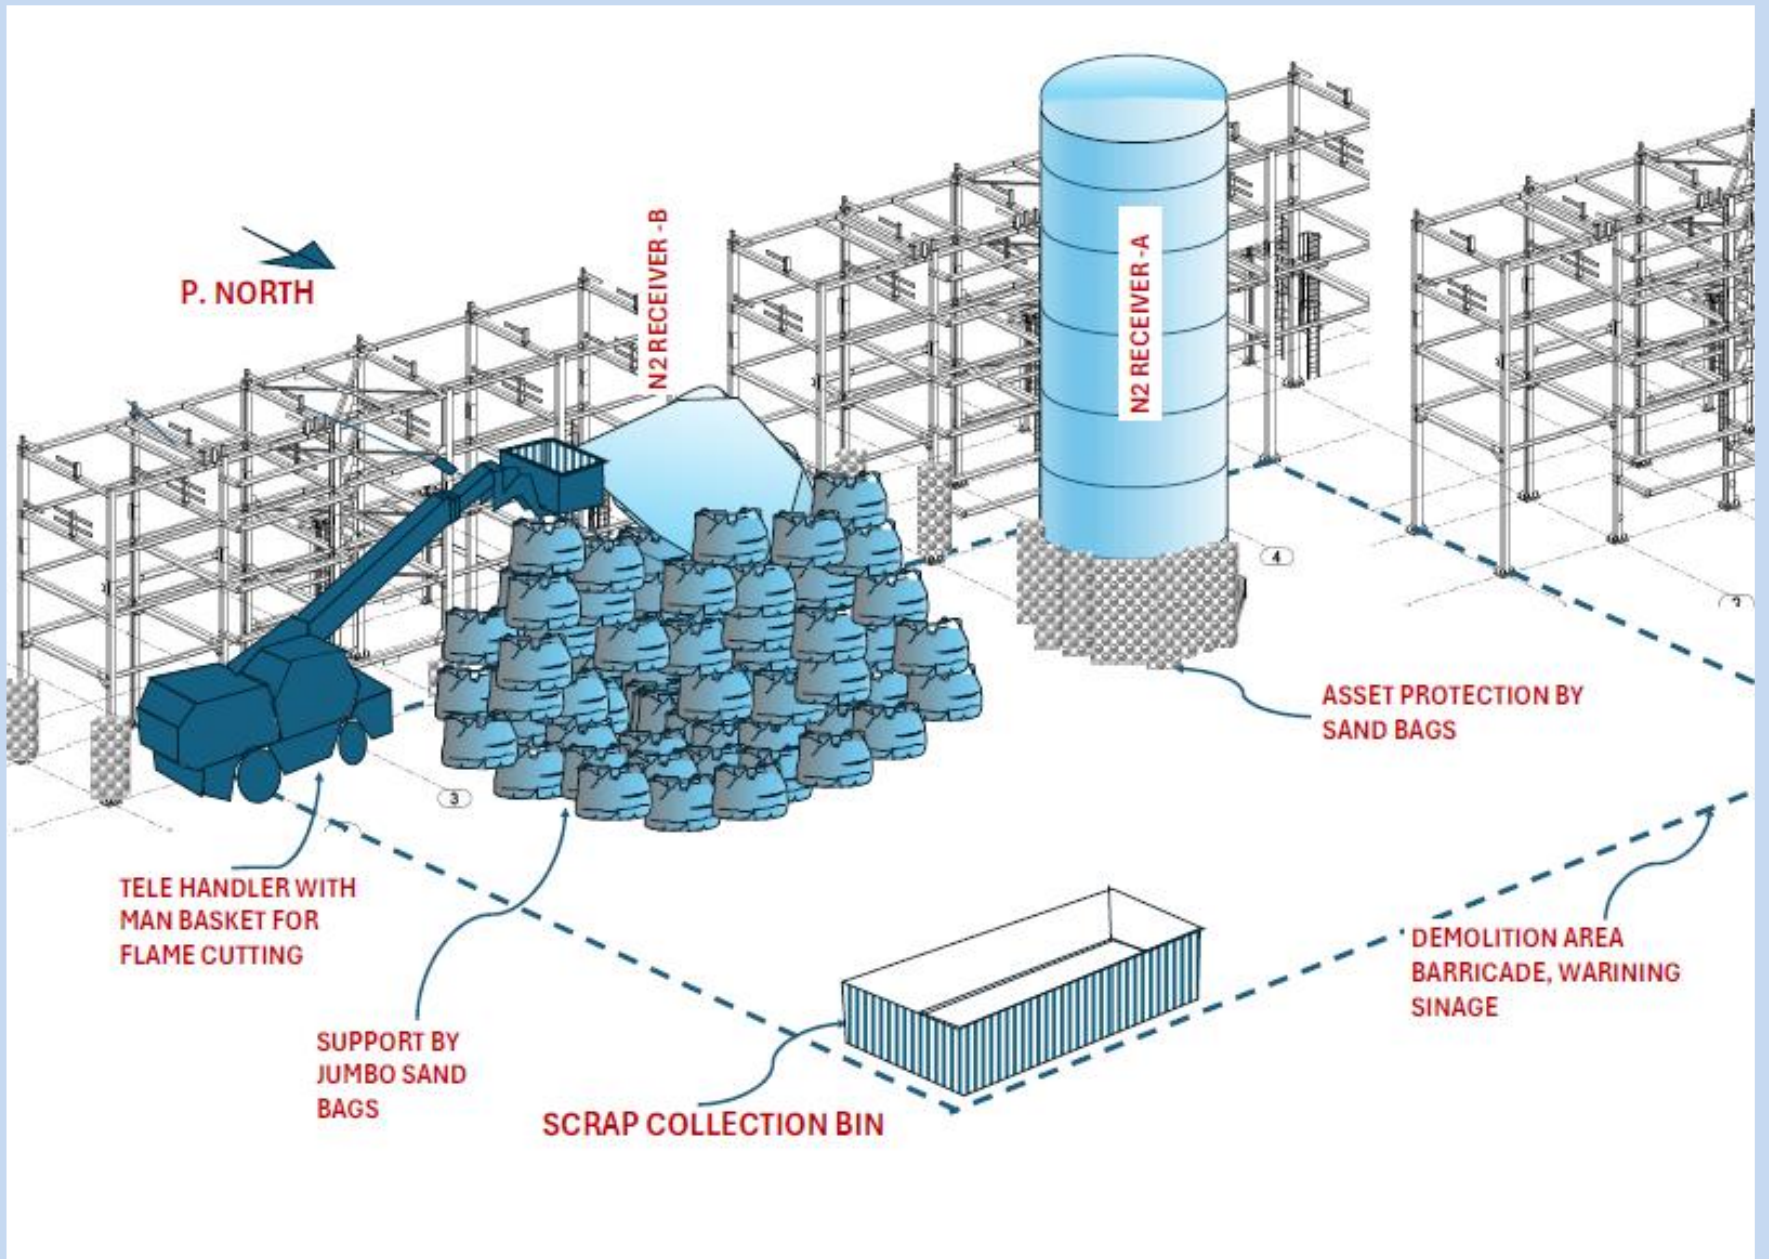 P. NORTH
N2 RECEIVER -B
N2 RECEIVER -A
4
3
ASSET PROTECTION BY
SAND BAGS
TELE HANDLER WITH
MAN BASKET FOR
FLAME CUTTING
SUPPORT BY
JUMBO SAND
BAGS
SCRAP COLLECTION BIN
DEMOLITION AREA
BARRICADE, WARINING
SINAGE